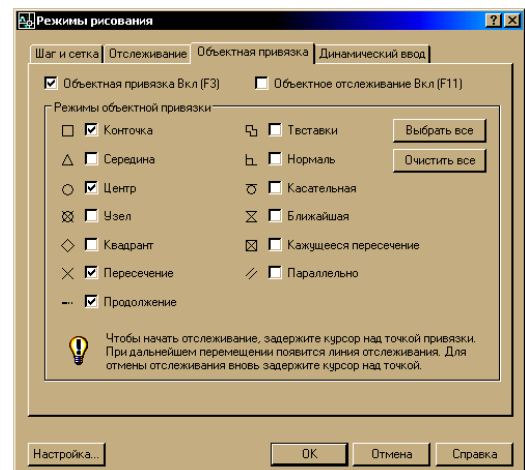 Режимы рисования
Шаг и сетка Отслеживание Объектная привязка Динамический ввод
Объектная привязка Вкл (F3) Объектное отслеживание Вкл (F11)
Режимы объектной привязки
Конточка Твставки Выбрать все
Середина Нормаль Очистить все
Центр Касательная
Узел Ближайшая
Квадрант Кажущееся пересечение
Пересечение Параллельно
Продолжение
Чтобы начать отслеживание, задержите курсор над точкой привязки.
При дальнейшем перемещении появится линия отслеживания. Для
отмены отслеживания вновь задержите курсор над точкой.
Настройка... OK Отмена Справка